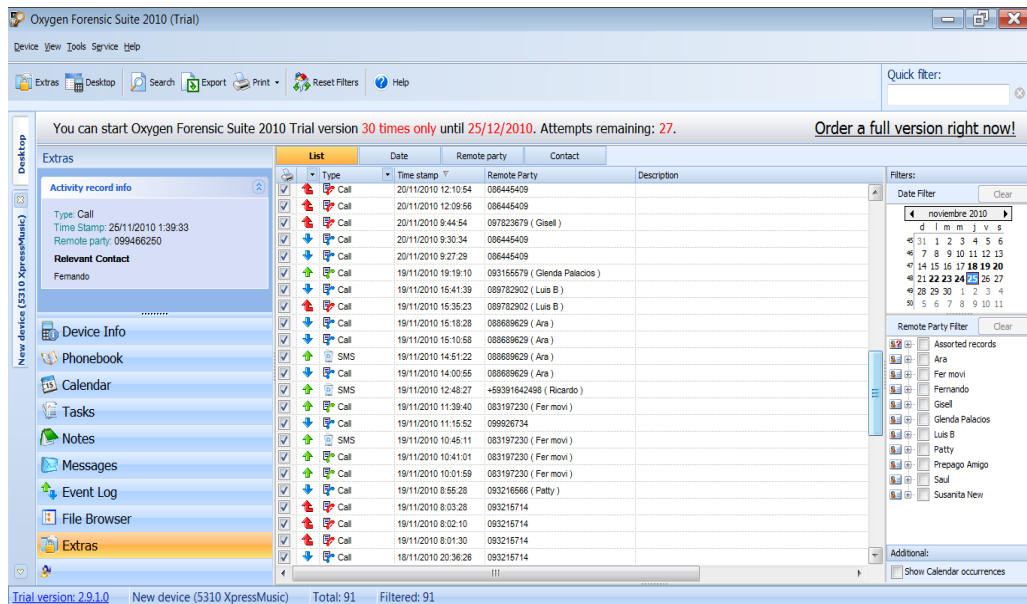 Oxygen Forensic Suite 2010 (Trial)
Device View Tools Service Help
Extras Desktop Search Export Print Reset Filters Help
Quick filter:
You can start Oxygen Forensic Suite 2010 Trial version 30 times only until 25/12/2010. Attempts remaining: 27.
Order a full version right now!
Desktop
New device (5310 XpressMusic)
Extras
Activity record info
Type: Call
Time Stamp: 25/11/2010 1:39:33
Remote party: 099466250
Relevant Contact
Fernando
Device Info
Phonebook
Calendar
Tasks
Notes
Messages
Event Log
File Browser
Extras
List Date Remote party Contact
Type Time stamp Remote Party Description
Call 20/11/2010 12:10:54 086445409
Call 20/11/2010 12:09:56 086445409
Call 20/11/2010 9:44:54 097823679 ( Gisell )
Call 20/11/2010 9:30:34 086445409
Call 20/11/2010 9:27:29 086445409
Call 19/11/2010 19:19:10 093155579 ( Glenda Palacios )
Call 19/11/2010 15:41:39 089782902 ( Luis B )
Call 19/11/2010 15:35:23 089782902 ( Luis B )
Call 19/11/2010 15:18:28 088689629 ( Ara )
Call 19/11/2010 15:10:58 088689629 ( Ara )
SMS 19/11/2010 14:51:22 088689629 ( Ara )
Call 19/11/2010 14:00:55 088689629 ( Ara )
SMS 19/11/2010 12:48:27 +59391642498 ( Ricardo )
Call 19/11/2010 11:39:40 083197230 ( Fer movi )
Call 19/11/2010 11:15:52 099926734
SMS 19/11/2010 10:45:11 083197230 ( Fer movi )
Call 19/11/2010 10:41:01 083197230 ( Fer movi )
Call 19/11/2010 10:01:59 083197230 ( Fer movi )
Call 19/11/2010 8:55:28 093216566 ( Patty )
Call 19/11/2010 8:03:28 093215714
Call 19/11/2010 8:02:10 093215714
Call 19/11/2010 8:01:30 093215714
Call 18/11/2010 20:36:26 093215714
Filters:
Date Filter Clear
noviembre 2010
d l m m j v s
45 31 1 2 3 4 5 6
46 7 8 9 10 11 12 13
47 14 15 16 17 18 19 20
48 21 22 23 24 25 26 27
49 28 29 30 1 2 3 4
50 5 6 7 8 9 10 11
Remote Party Filter Clear
Assorted records
Ara
Fer movi
Fernando
Gisell
Glenda Palacios
Luis B
Patty
Prepago Amigo
Saul
Susanita New
Additional:
Show Calendar occurrences
Trial version: 2.9.1.0 New device (5310 XpressMusic) Total: 91 Filtered: 91